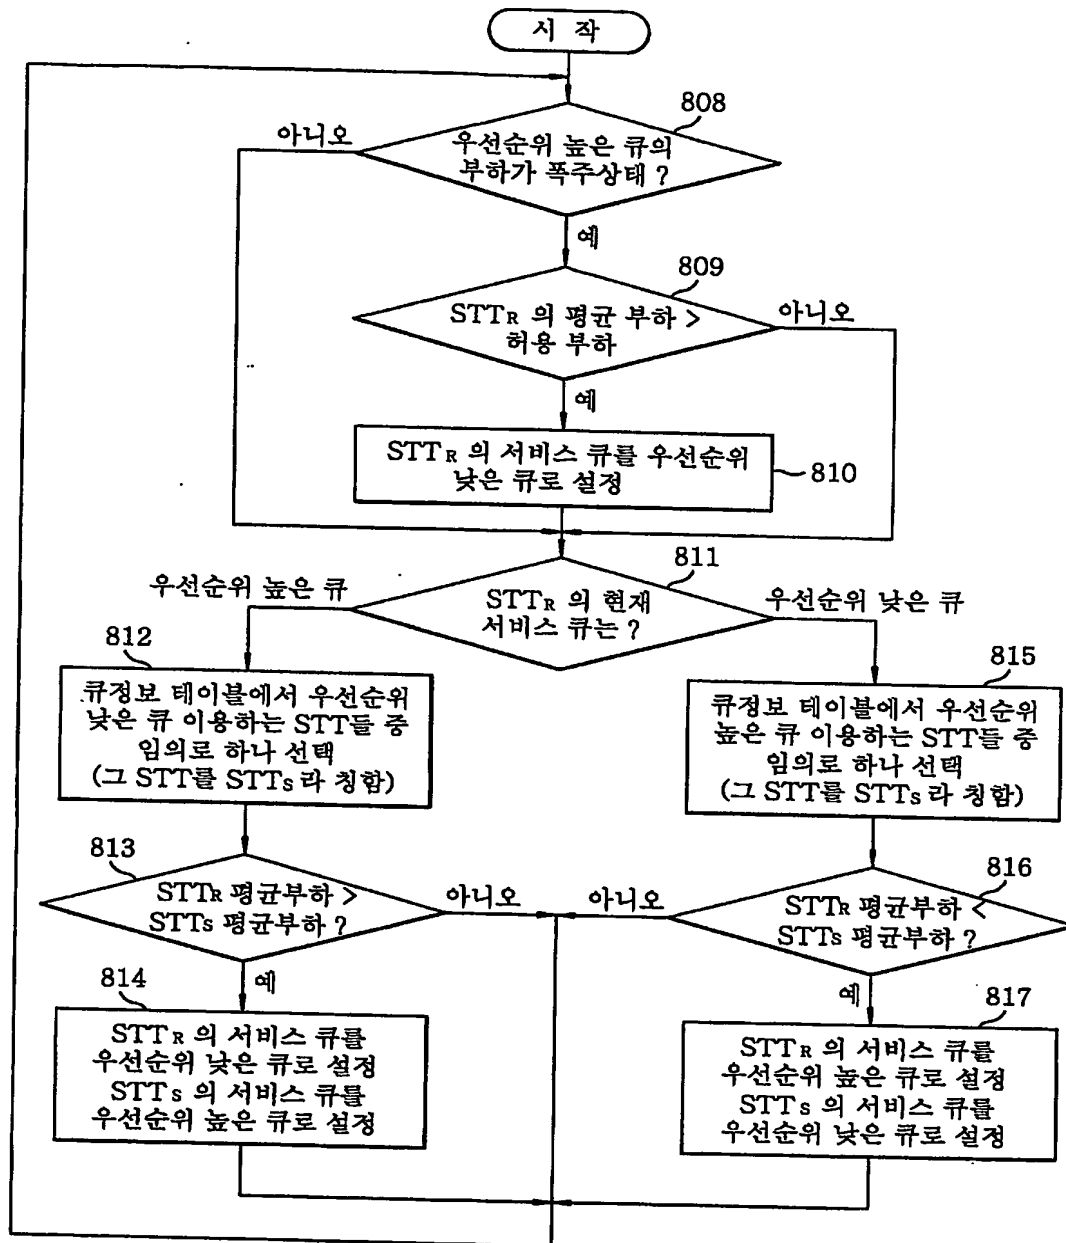 시 작
808
아니오
우선순위 높은 큐의
부하가 폭주상태 ?
예
809
STTR 의 평균 부하 >
허용 부하
아니오
예
STTR 의 서비스 큐를 우선순위
낮은 큐로 설정
810
811
우선순위 높은 큐
STTR 의 현재
서비스 큐는 ?
우선순위 낮은 큐
812
큐정보 테이블에서 우선순위
낮은 큐 이용하는 STT들 중
임의로 하나 선택
(그 STT를 STTS 라 칭함)
815
큐정보 테이블에서 우선순위
높은 큐 이용하는 STT들 중
임의로 하나 선택
(그 STT를 STTS 라 칭함)
813
STTR 평균부하 >
STTS 평균부하 ?
아니오
아니오
816
STTR 평균부하 <
STTS 평균부하 ?
예
예
814
STTR 의 서비스 큐를
우선순위 낮은 큐로 설정
STTS 의 서비스 큐를
우선순위 높은 큐로 설정
817
STTR 의 서비스 큐를
우선순위 높은 큐로 설정
STTS 의 서비스 큐를
우선순위 낮은 큐로 설정